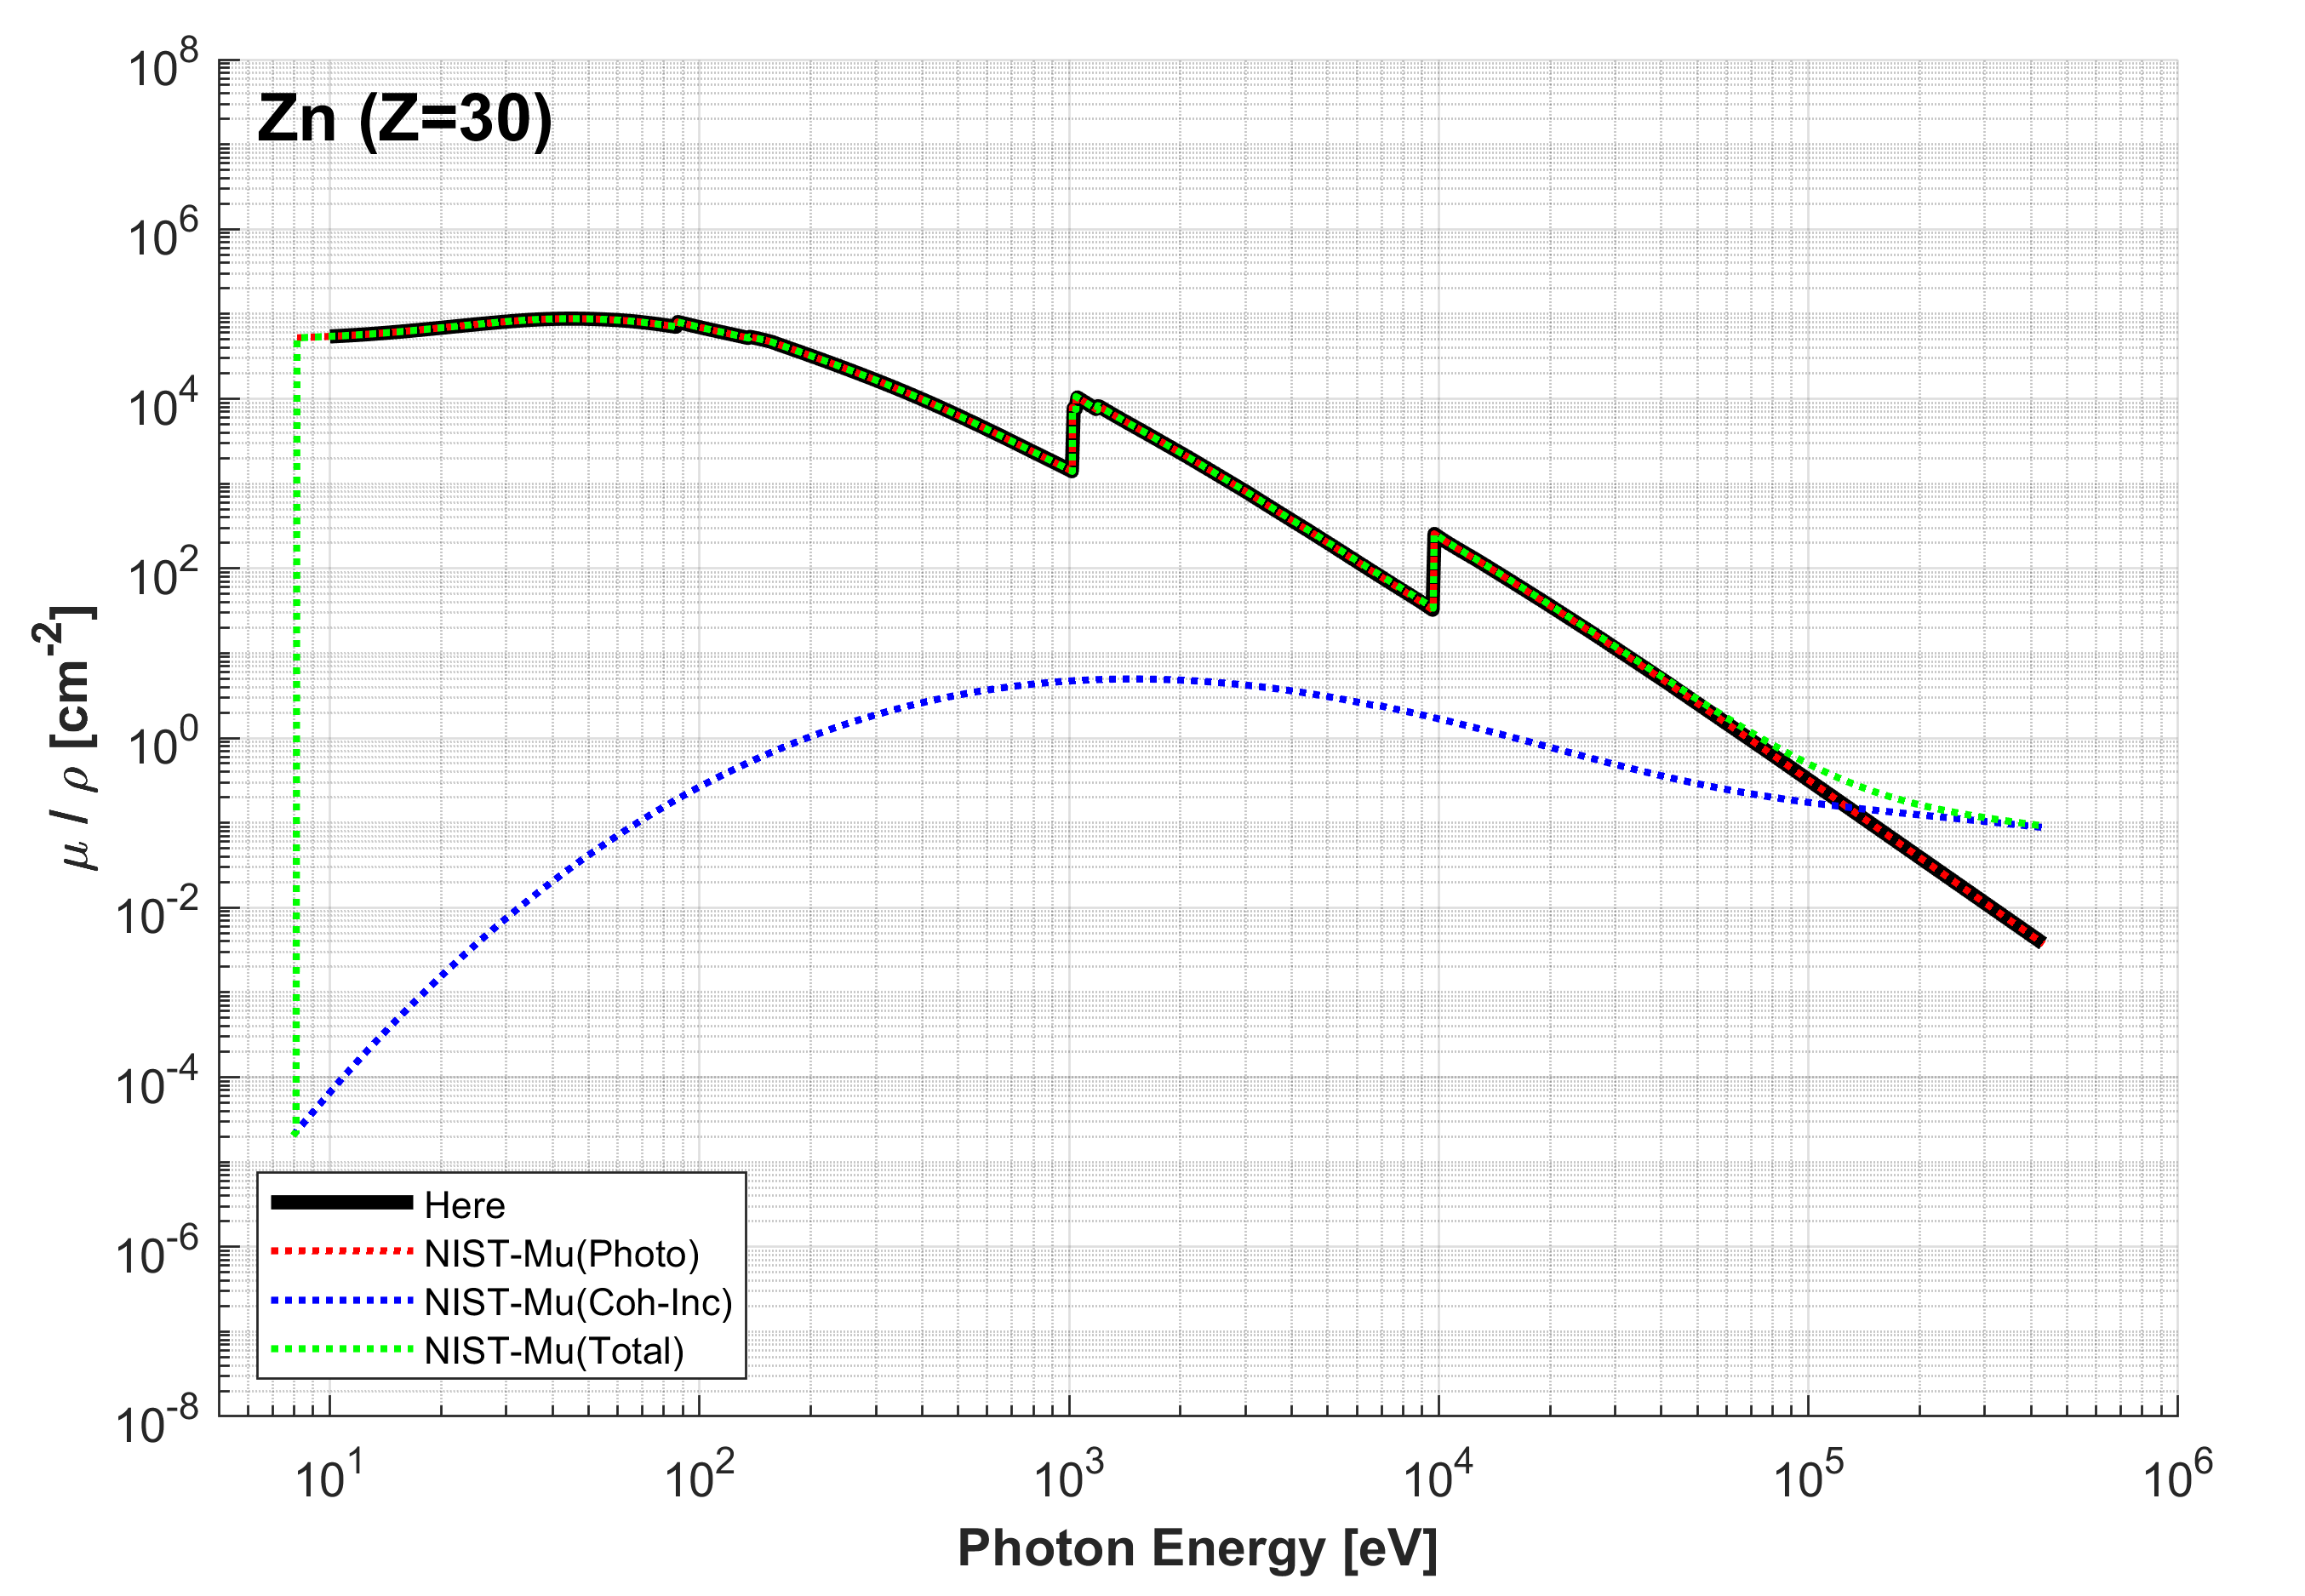 Zn (Z=30)
10^8
10^6
10^4
10^2
10^0
10^-2
10^-4
10^-6
10^-8
μ / ρ [cm^-2]
Here
NIST-Mu(Photo)
NIST-Mu(Coh-Inc)
NIST-Mu(Total)
10^1 10^2 10^3 10^4 10^5 10^6
Photon Energy [eV]